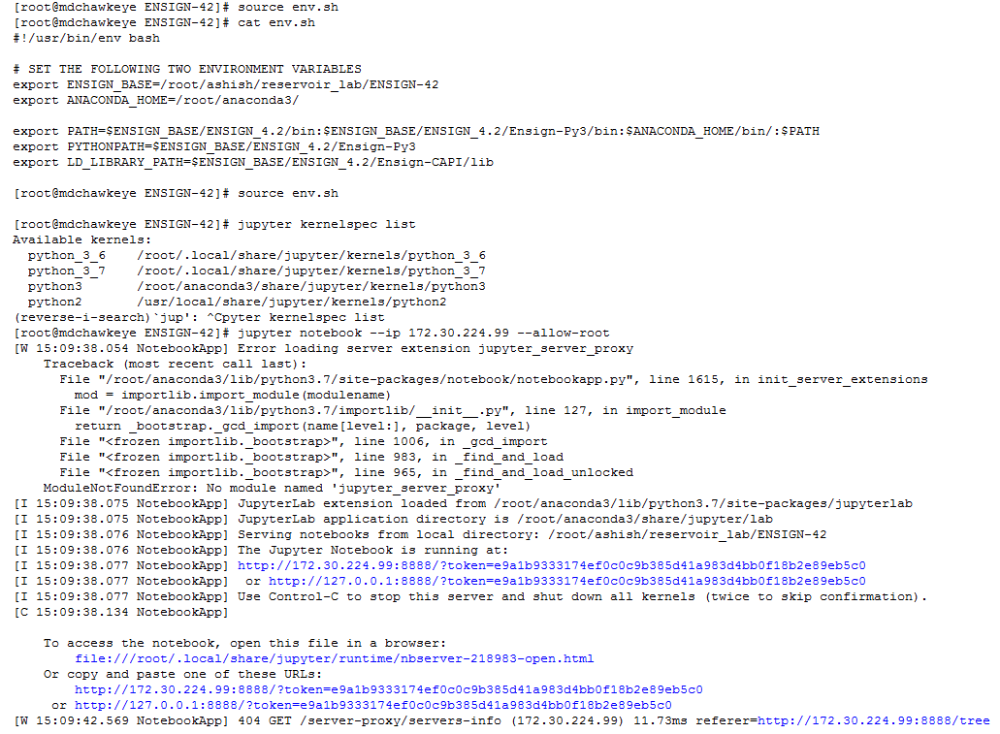 [root@mdchawkeye ENSIGN-42]# source env.sh
[root@mdchawkeye ENSIGN-42]# cat env.sh
#!/usr/bin/env bash
# SET THE FOLLOWING TWO ENVIRONMENT VARIABLES
export ENSIGN_BASE=/root/ashish/reservoir_lab/ENSIGN-42
export ANACONDA_HOME=/root/anaconda3/
export PATH=$ENSIGN_BASE/ENSIGN_4.2/bin:$ENSIGN_BASE/ENSIGN_4.2/Ensign-Py3/bin:$ANACONDA_HOME/bin/:$PATH
export PYTHONPATH=$ENSIGN_BASE/ENSIGN_4.2/Ensign-Py3
export LD_LIBRARY_PATH=$ENSIGN_BASE/ENSIGN_4.2/Ensign-CAPI/lib
[root@mdchawkeye ENSIGN-42]# source env.sh
[root@mdchawkeye ENSIGN-42]# jupyter kernelspec list
Available kernels:
  python_3_6    /root/.local/share/jupyter/kernels/python_3_6
  python_3_7    /root/.local/share/jupyter/kernels/python_3_7
  python3       /root/anaconda3/share/jupyter/kernels/python3
  python2       /usr/local/share/jupyter/kernels/python2
(reverse-i-search)`jup': ^Cpyter kernelspec list
[root@mdchawkeye ENSIGN-42]# jupyter notebook --ip 172.30.224.99 --allow-root
[W 15:09:38.054 NotebookApp] Error loading server extension jupyter_server_proxy
    Traceback (most recent call last):
      File "/root/anaconda3/lib/python3.7/site-packages/notebook/notebookapp.py", line 1615, in init_server_extensions
        mod = importlib.import_module(modulename)
      File "/root/anaconda3/lib/python3.7/importlib/__init__.py", line 127, in import_module
        return _bootstrap._gcd_import(name[level:], package, level)
      File "<frozen importlib._bootstrap>", line 1006, in _gcd_import
      File "<frozen importlib._bootstrap>", line 983, in _find_and_load
      File "<frozen importlib._bootstrap>", line 965, in _find_and_load_unlocked
    ModuleNotFoundError: No module named 'jupyter_server_proxy'
[I 15:09:38.075 NotebookApp] JupyterLab extension loaded from /root/anaconda3/lib/python3.7/site-packages/jupyterlab
[I 15:09:38.075 NotebookApp] JupyterLab application directory is /root/anaconda3/share/jupyter/lab
[I 15:09:38.076 NotebookApp] Serving notebooks from local directory: /root/ashish/reservoir_lab/ENSIGN-42
[I 15:09:38.076 NotebookApp] The Jupyter Notebook is running at:
[I 15:09:38.077 NotebookApp] http://172.30.224.99:8888/?token=e9a1b9333174ef0c0c9b385d41a983d4bb0f18b2e89eb5c0
[I 15:09:38.077 NotebookApp]  or http://127.0.0.1:8888/?token=e9a1b9333174ef0c0c9b385d41a983d4bb0f18b2e89eb5c0
[I 15:09:38.077 NotebookApp] Use Control-C to stop this server and shut down all kernels (twice to skip confirmation).
[C 15:09:38.134 NotebookApp]
    To access the notebook, open this file in a browser:
        file:///root/.local/share/jupyter/runtime/nbserver-218983-open.html
    Or copy and paste one of these URLs:
        http://172.30.224.99:8888/?token=e9a1b9333174ef0c0c9b385d41a983d4bb0f18b2e89eb5c0
     or http://127.0.0.1:8888/?token=e9a1b9333174ef0c0c9b385d41a983d4bb0f18b2e89eb5c0
[W 15:09:42.569 NotebookApp] 404 GET /server-proxy/servers-info (172.30.224.99) 11.73ms referer=http://172.30.224.99:8888/tree